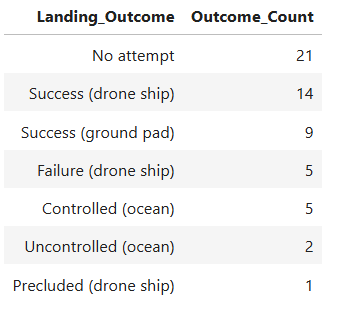 Landing_Outcome Outcome_Count
No attempt 21
Success (drone ship) 14
Success (ground pad) 9
Failure (drone ship) 5
Controlled (ocean) 5
Uncontrolled (ocean) 2
Precluded (drone ship) 1